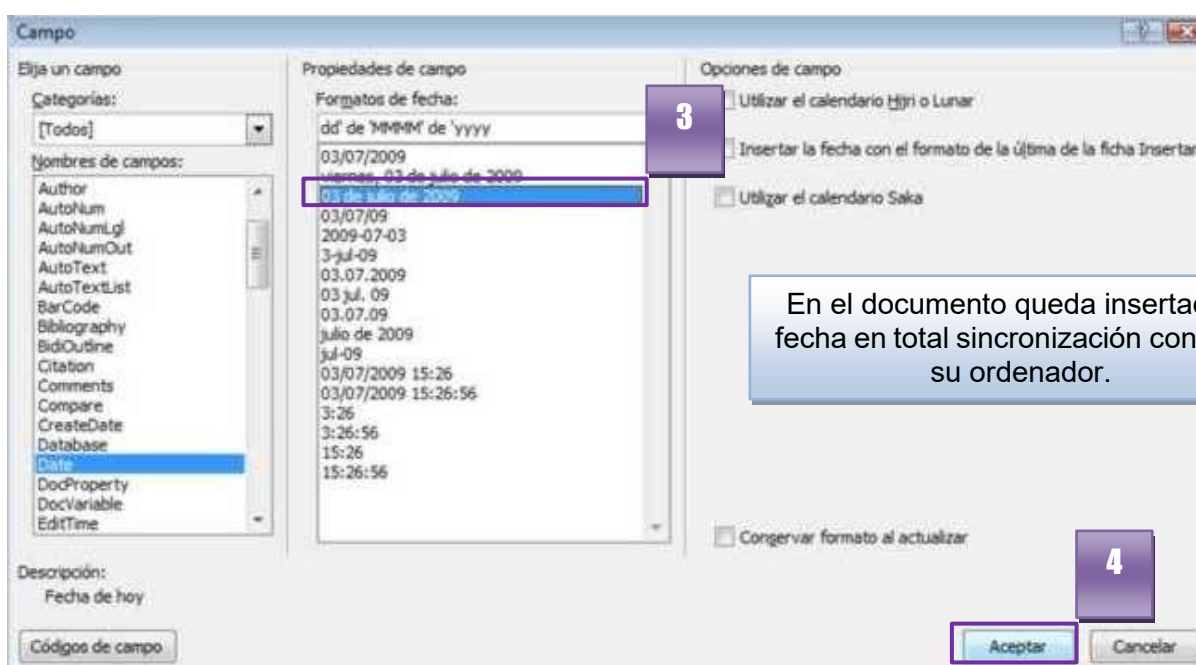 Campo
Elija un campo
Categorías:
[Todos]
Nombres de campos:
Author
AutoNum
AutoNumLgl
AutoNumOut
AutoText
AutoTextList
BarCode
Bibliography
BidiOutline
Citation
Comments
Compare
CreateDate
Database
Date
DocProperty
DocVariable
EditTime
Descripción:
Fecha de hoy
Códigos de campo
Propiedades de campo
Formatos de fecha:
dd' de 'MMMM' de 'yyyy
03/07/2009
viernes, 03 de julio de 2009
03 de julio de 2009
03/07/09
2009-07-03
3-jul-09
03.07.2009
03 jul. 09
03.07.09
julio de 2009
jul-09
03/07/2009 15:26
03/07/2009 15:26:56
3:26
3:26:56
15:26
15:26:56
3
Opciones de campo
Utilizar el calendario Hijri o Lunar
Insertar la fecha con el formato de la última de la ficha Insertar
Utilizar el calendario Saka
En el documento queda
fecha en total sincronización con
su ordenador.
Conservar formato al actualizar
4
Aceptar
Cancelar